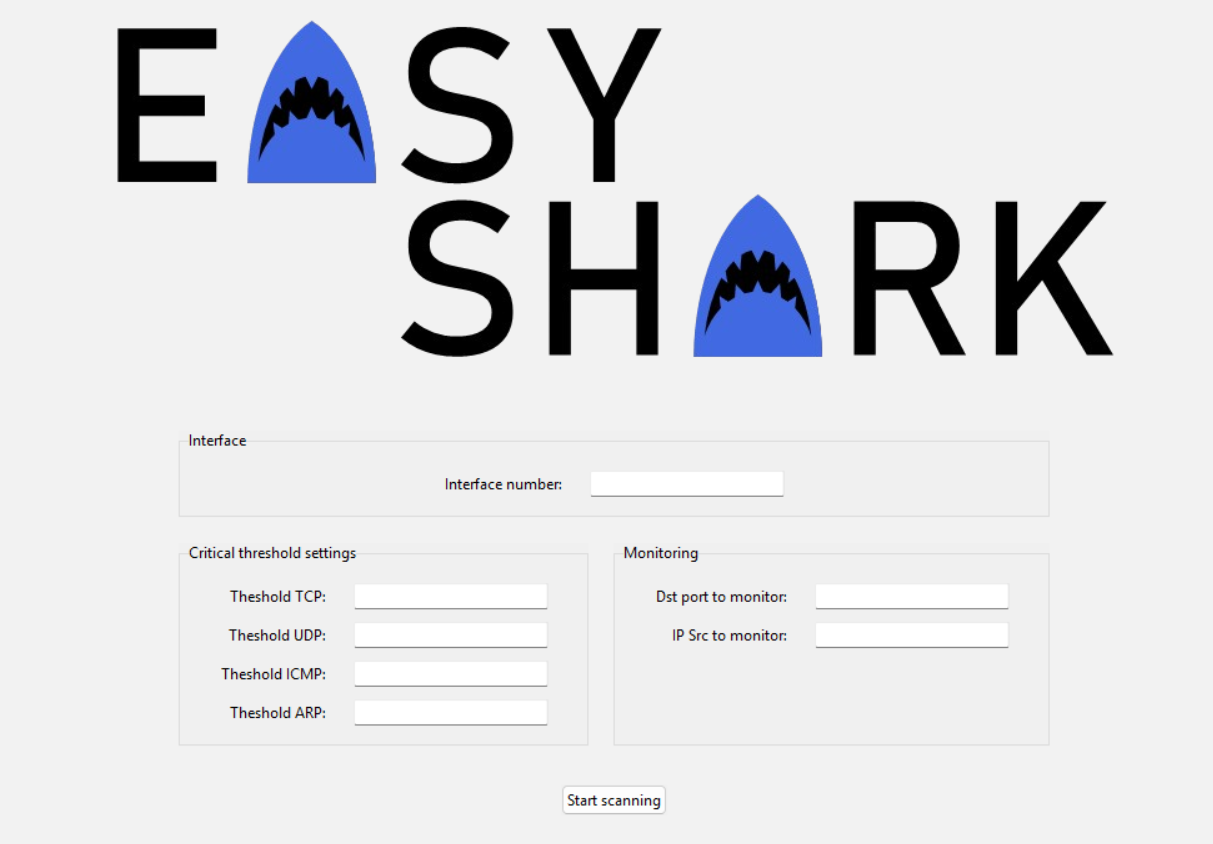 EASY
SHARK
Interface
Interface number:
Critical threshold settings
Theshold TCP:
Theshold UDP:
Theshold ICMP:
Theshold ARP:
Monitoring
Dst port to monitor:
IP Src to monitor:
Start scanning